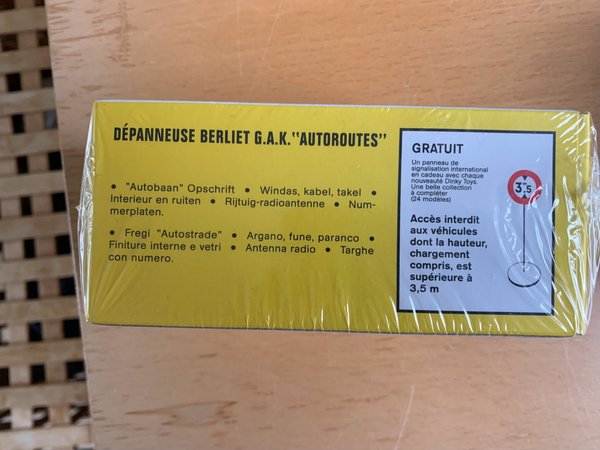 DÉPANNEUSE BERLIET G.A.K. "AUTOROUTES"
• "Autobaan" Opschrift • Windas, kabel, takel •
Interieur en ruiten • Rijtuig-radioantenne • Num-
merplaten.
• Fregi "Autostrade" • Argano, fune, paranco •
Finiture interne e vetri • Antenna radio • Targhe
con numero.
GRATUIT
Un panneau de
signalisation international
en cadeau avec chaque
nouveauté Dinky Toys.
Une belle collection
à compléter
(24 modèles)
3,5
Accès interdit
aux véhicules
dont la hauteur,
chargement
compris, est
supérieure à
3,5 m